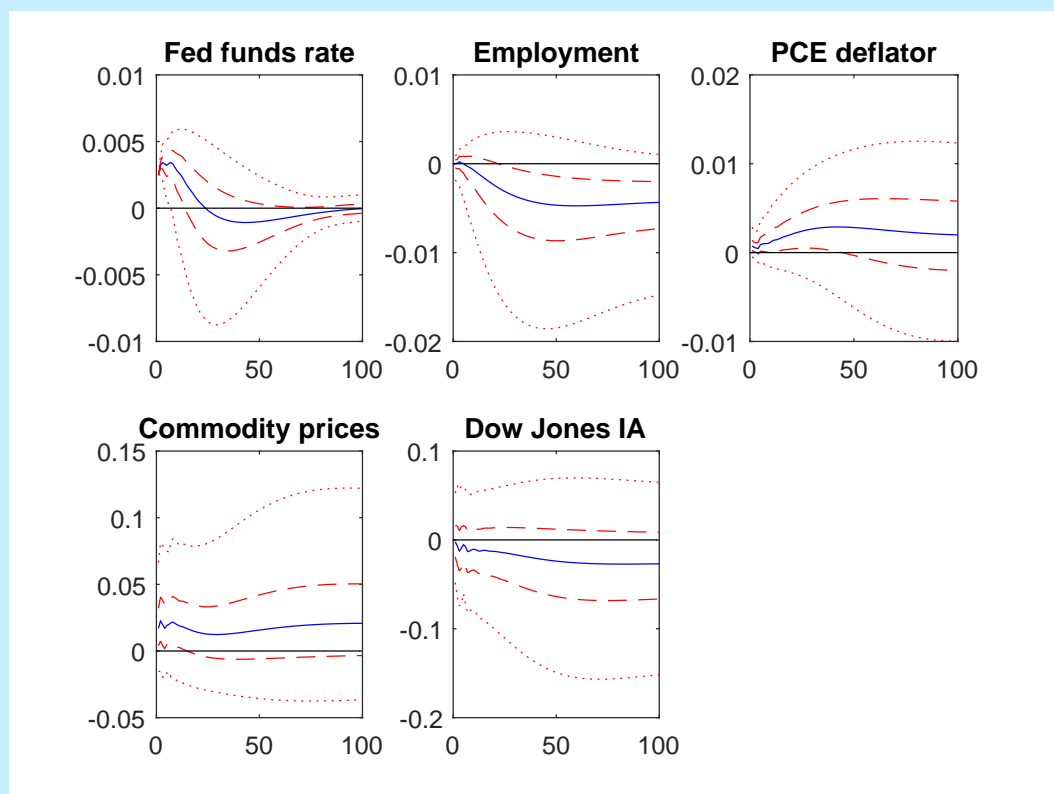 Fed funds rate
0.01
0.005
0
-0.005
-0.01
0 50 100
Employment
0.01
0
-0.01
-0.02
0 50 100
PCE deflator
0.02
0.01
0
-0.01
0 50 100
Commodity prices
0.15
0.1
0.05
0
-0.05
0 50 100
Dow Jones IA
0.1
0
-0.1
-0.2
0 50 100